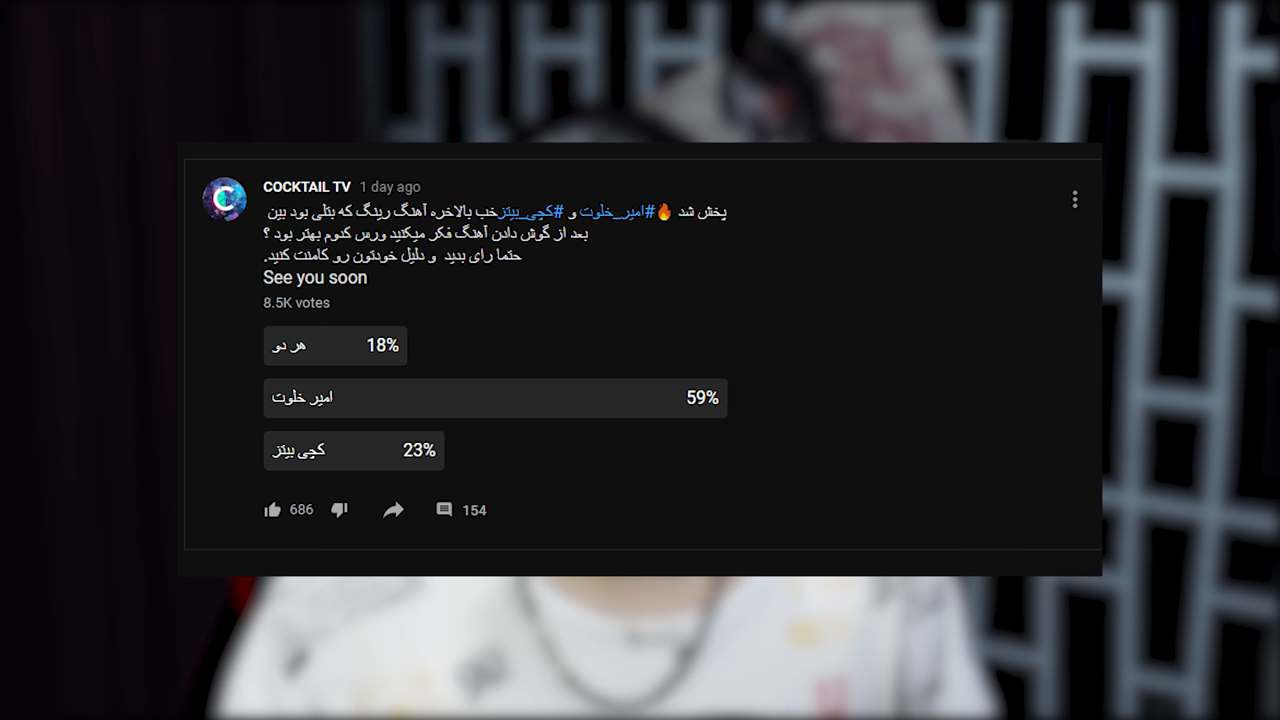 COCKTAIL TV 1 day ago
خب بالاخره آهنگ رینگ که بتلی بود بین #کچی_بیتز و #امیر_خلوت🔥 پخش شد
بعد از گوش دادن آهنگ فکر میکنید ورس کدوم بهتر بود ؟
حتما رای بدید و دلیل خودتون رو کامنت کنید.
See you soon
8.5K votes
هر دو 18%
امیر خلوت 59%
کچی بیتز 23%
686 154